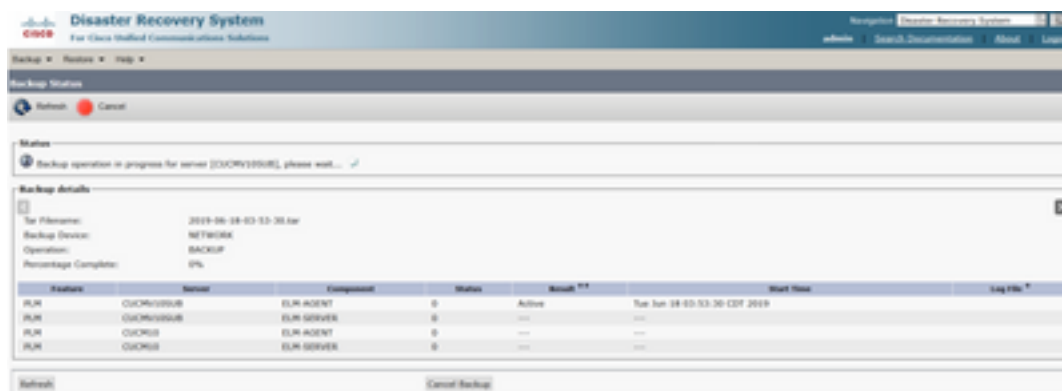 CISCO
Disaster Recovery System
For Cisco Unified Communications Solutions
Navigation Disaster Recovery System
admin Search Documentation About
Backup Restore Help
Backup Status
Refresh Cancel
Status
Backup operation in progress for server [CUCMV10SUB], please wait...
Backup details
Tar Filename: 2019-06-18-03-53-30.tar
Backup Device: NETWORK
Operation: BACKUP
Percentage Complete: 0%
Feature Server Component Status Result ** Start Time Log File *
PLM CUCMV10SUB ELM-AGENT 0 Active Tue Jun 18 03:53:30 CDT 2019
PLM CUCMV10SUB ELM-SERVER 0 --- ---
PLM CUCM10 ELM-AGENT 0 --- ---
PLM CUCM10 ELM-SERVER 0 --- ---
Refresh Cancel Backup